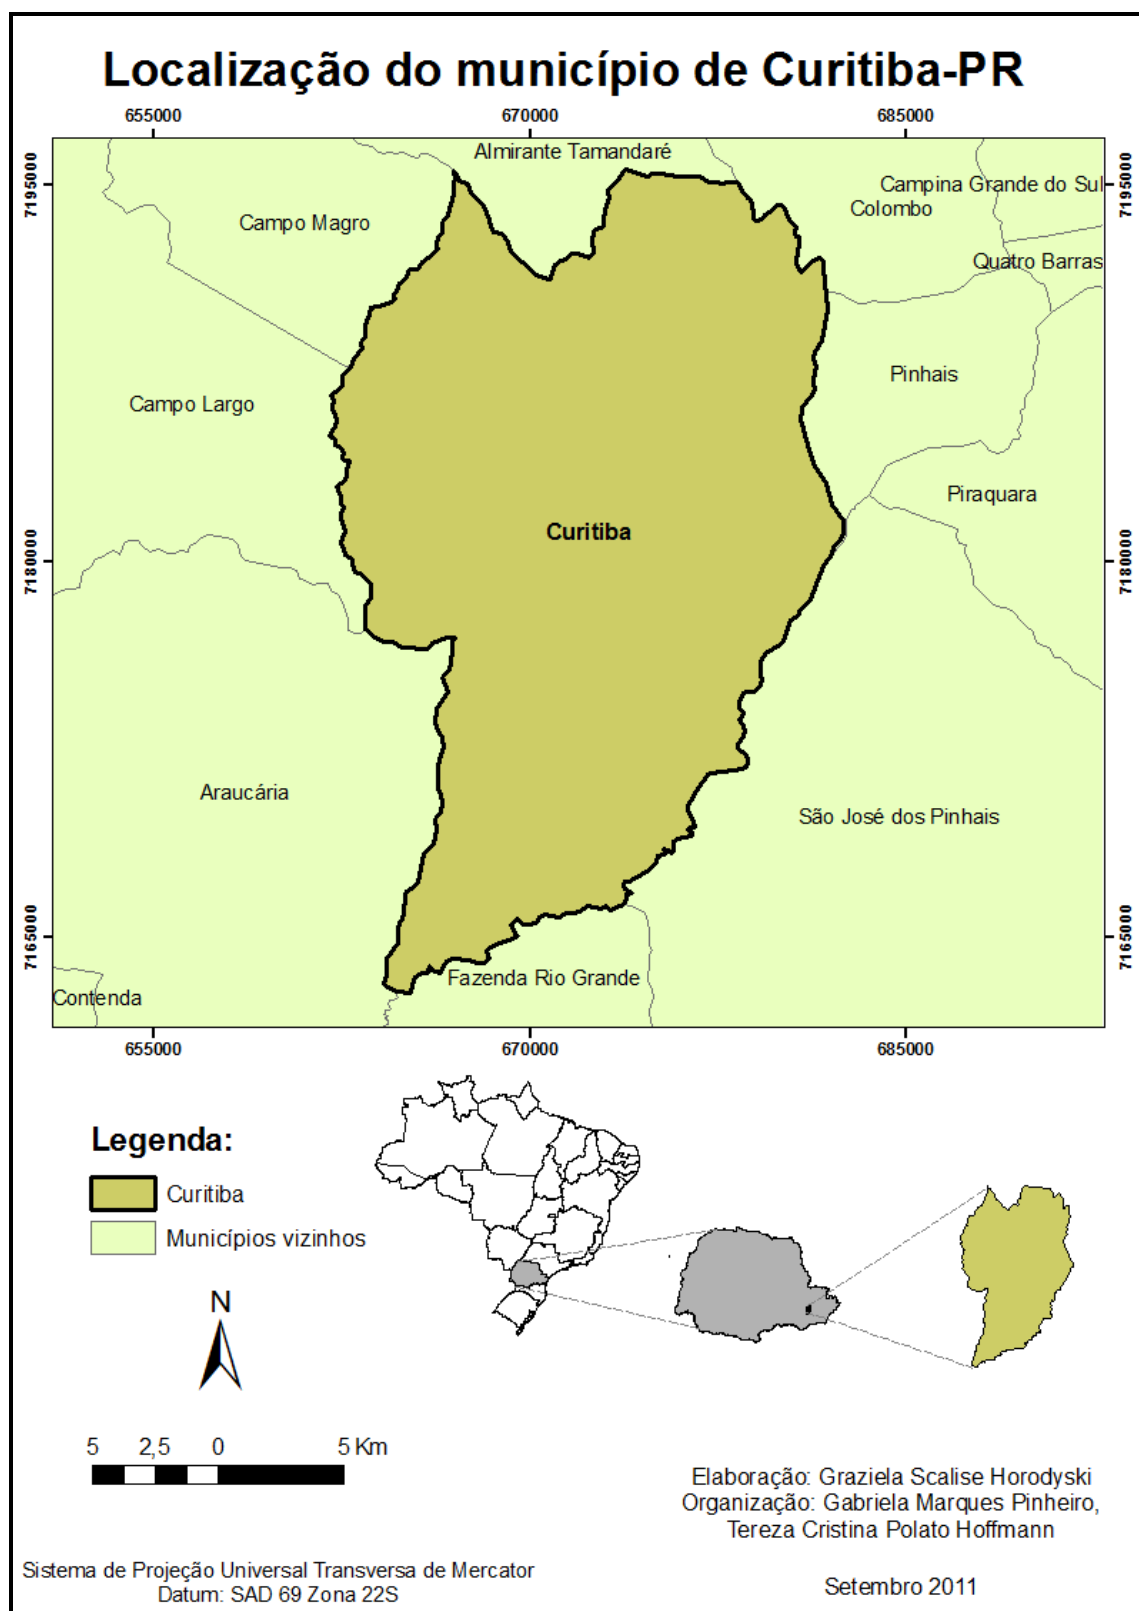 Localização do município de Curitiba-PR
655000
670000
685000
7195000
7195000
Almirante Tamandaré
Campina Grande do Sul
Colombo
Campo Magro
Quatro Barras
Pinhais
Campo Largo
Piraquara
Curitiba
7180000
7180000
Araucária
São José dos Pinhais
7165000
7165000
Fazenda Rio Grande
Contenda
655000
670000
685000
Legenda:
Curitiba
Municípios vizinhos
N
5 2,5 0 5 Km
Elaboração: Graziela Scalise Horodyski
Organização: Gabriela Marques Pinheiro,
Tereza Cristina Polato Hoffmann
Sistema de Projeção Universal Transversa de Mercator
Datum: SAD 69 Zona 22S
Setembro 2011